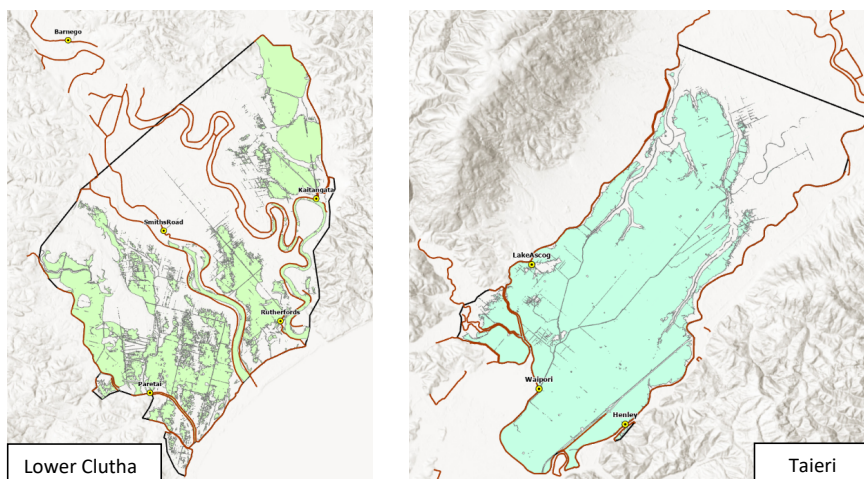 Barnego
Kaitangata
SmithsRoad
Rutherfords
Paretai
Lower Clutha
LakeAscog
Waipori
Henley
Taieri